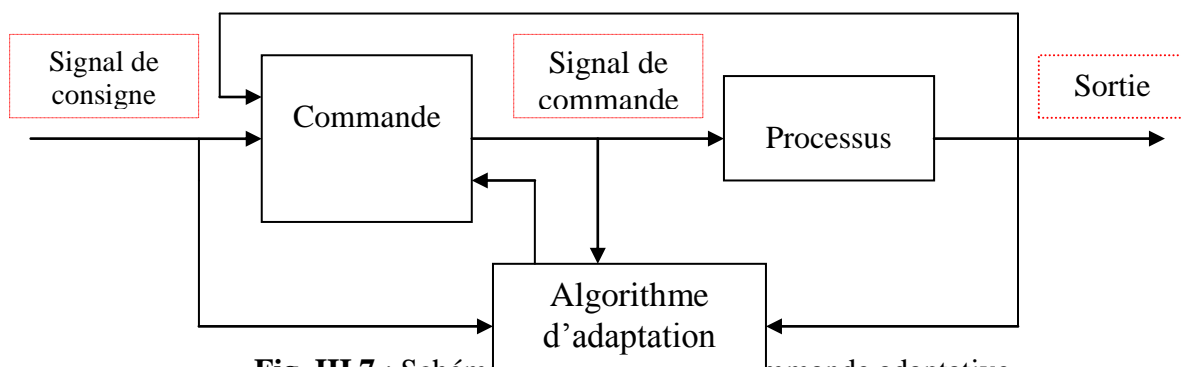 Signal de
consigne
Commande
Signal de
commande
Processus
Sortie
Algorithme
d'adaptation
Fig. III.7 : Schém mmande adaptative